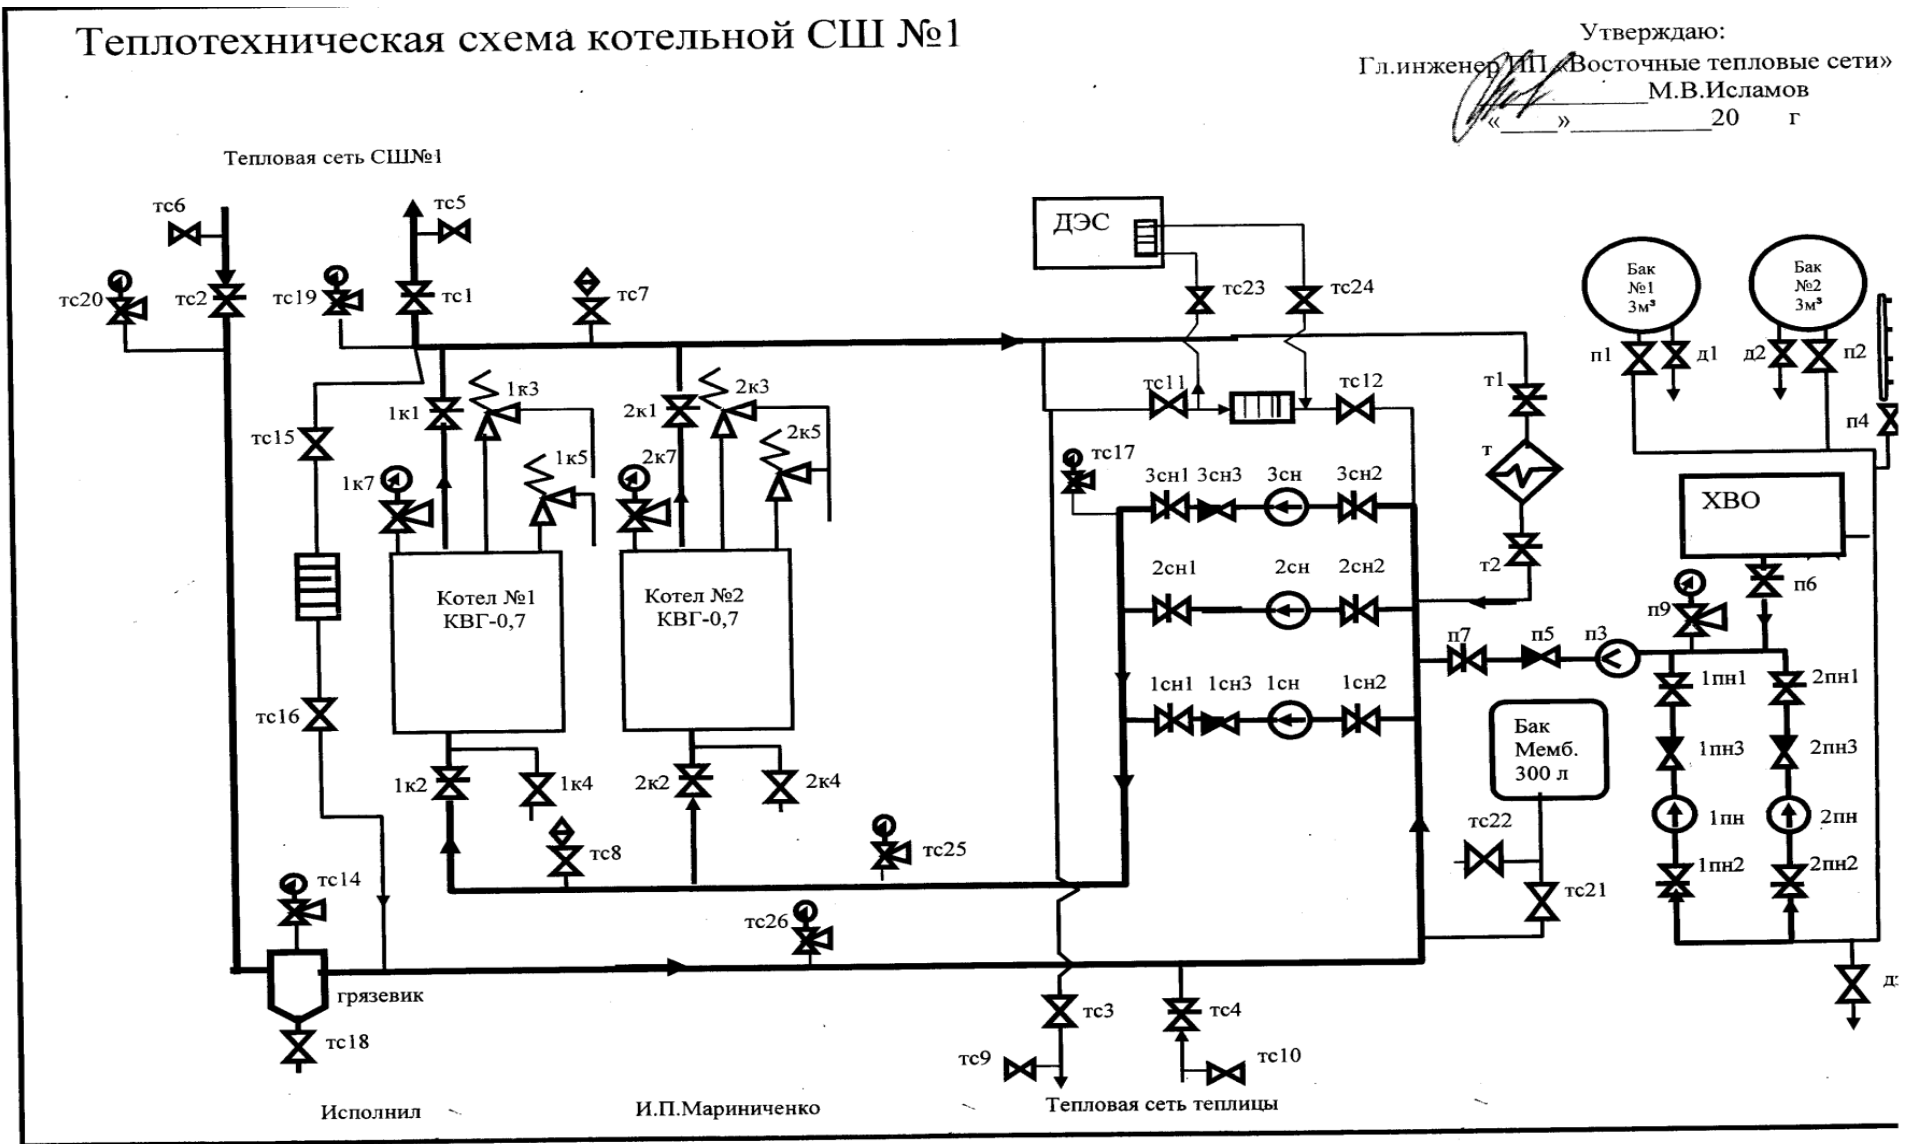 Теплотехническая схема котельной СШ №1
Утверждаю:
Гл.инженер ПП «Восточные тепловые сети»
М.В.Исламов
«____»___________20 г
Тепловая сеть СШ№1
тс6
тс5
ДЭС
Бак
№1
3м³
Бак
№2
3м³
тс20
тс2
тс19
тс1
тс7
тс23
тс24
п1
д1
д2
п2
1к1
1к3
2к1
2к3
тс11
тс12
т1
п4
тс15
1к7
1к5
2к7
2к5
тс17
3сн1
3сн3
3сн
3сн2
т
ХВО
Котел №1
КВГ-0,7
Котел №2
КВГ-0,7
2сн1
2сн
2сн2
т2
п6
п9
п7
п5
п3
тс16
1сн1
1сн3
1сн
1сн2
1пн1
2пн1
Бак
Мемб.
300 л
1пн3
2пн3
1к2
1к4
2к2
2к4
1пн
2пн
тс8
тс25
тс22
тс21
1пн2
2пн2
тс14
тс26
грязевик
тс3
тс4
тс18
тс9
тс10
Исполнил
И.П.Мариниченко
Тепловая сеть теплицы